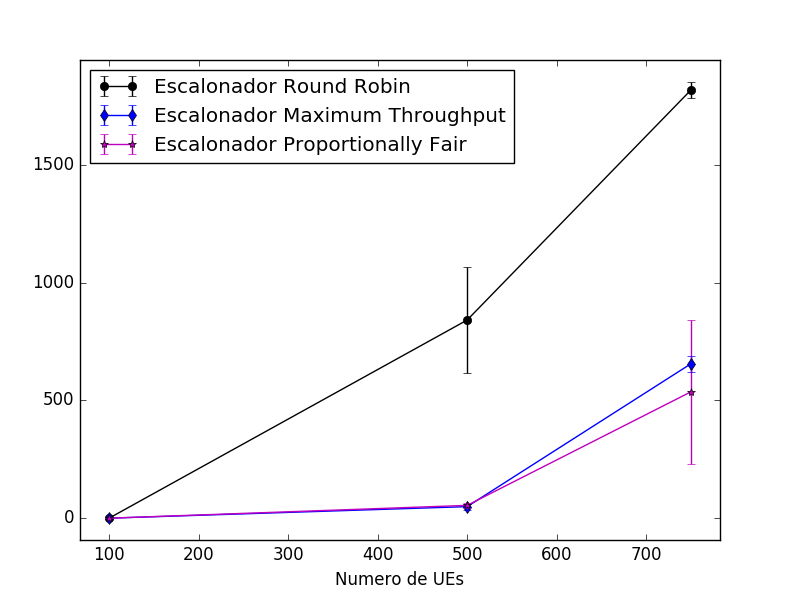 Escalonador Round Robin
Escalonador Maximum Throughput
Escalonador Proportionally Fair
1500
1000
500
0
100 200 300 400 500 600 700
Numero de UEs